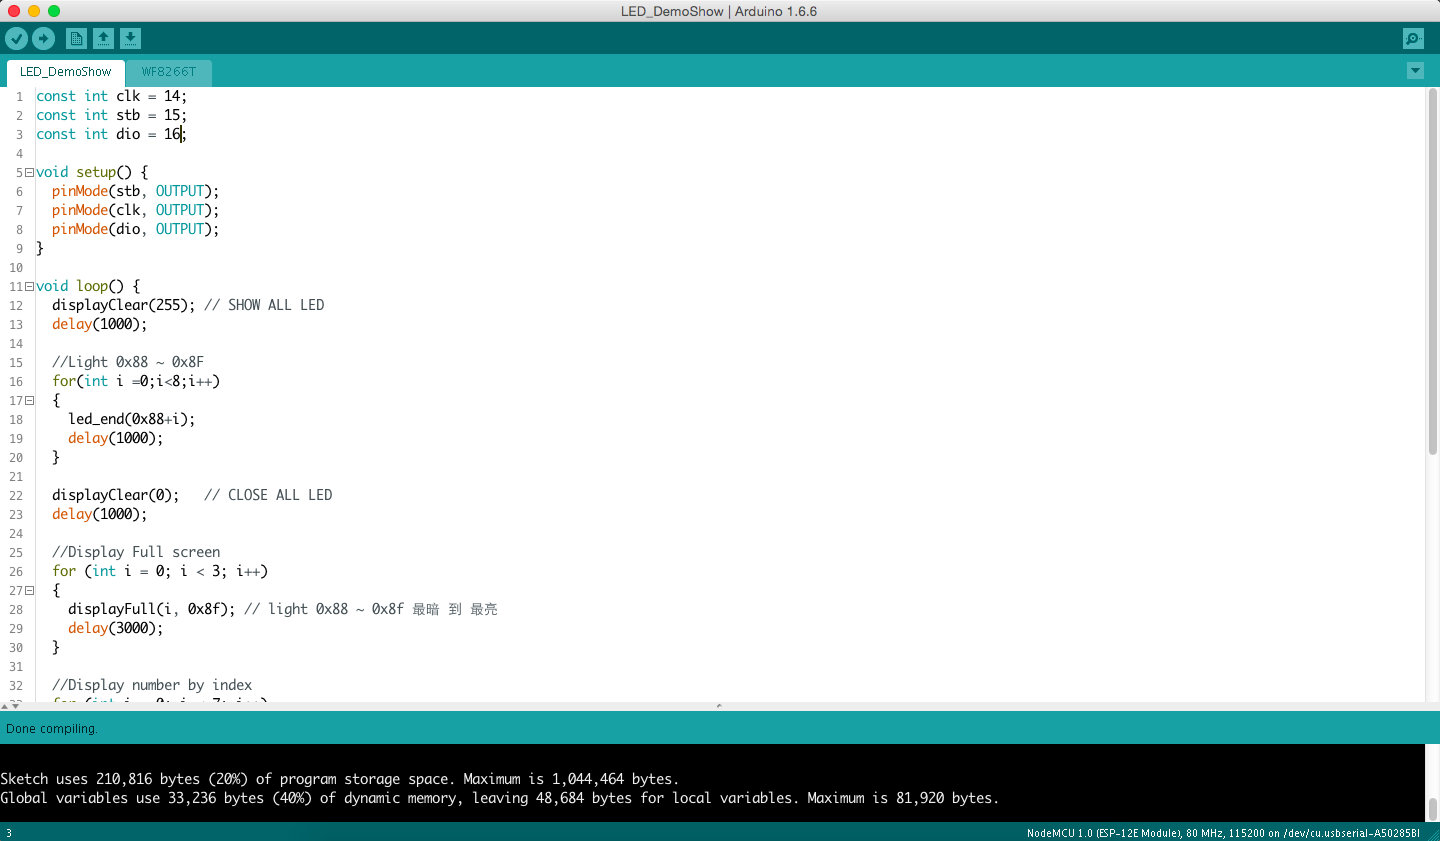 LED_DemoShow | Arduino 1.6.6
LED_DemoShow WF8266T
1 const int clk = 14;
2 const int stb = 15;
3 const int dio = 16;
4
5 void setup() {
6 pinMode(stb, OUTPUT);
7 pinMode(clk, OUTPUT);
8 pinMode(dio, OUTPUT);
9 }
10
11 void loop() {
12 displayClear(255); // SHOW ALL LED
13 delay(1000);
14
15 //Light 0x88 ~ 0x8F
16 for(int i =0;i<8;i++)
17 {
18 led_end(0x88+i);
19 delay(1000);
20 }
21
22 displayClear(0); // CLOSE ALL LED
23 delay(1000);
24
25 //Display Full screen
26 for (int i = 0; i < 3; i++)
27 {
28 displayFull(i, 0x8f); // light 0x88 ~ 0x8f 最暗 到 最亮
29 delay(3000);
30 }
31
32 //Display number by index
Done compiling.
Sketch uses 210,816 bytes (20%) of program storage space. Maximum is 1,044,464 bytes.
Global variables use 33,236 bytes (40%) of dynamic memory, leaving 48,684 bytes for local variables. Maximum is 81,920 bytes.
3 NodeMCU 1.0 (ESP-12E Module), 80 MHz, 115200 on /dev/cu.usbserial-A50285BI